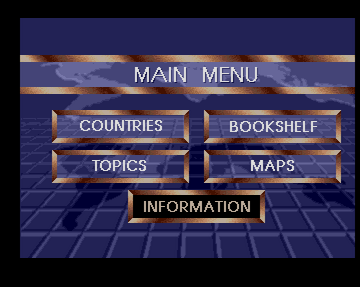 MAIN MENU
COUNTRIES
BOOKSHELF
TOPICS
MAPS
INFORMATION